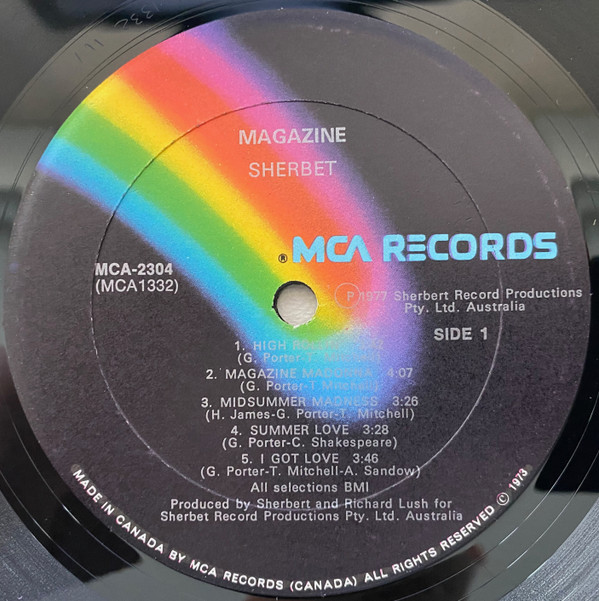 MAGAZINE
SHERBET
® MCA RECORDS
MCA-2304
(MCA1332)
℗ 1977 Sherbert Record Productions
Pty. Ltd. Australia
SIDE 1
1. HIGH
(G. Porter-T.
2. MAGAZINE MADONNA 4:07
(G. Porter-T Mitchell)
3. MIDSUMMER MADNESS 3:26
(H. James-G. Porter-T. Mitchell)
4. SUMMER LOVE 3:28
(G. Porter-C. Shakespeare)
5. I GOT LOVE 3:46
(G. Porter-T. Mitchell-A. Sandow)
All selections BMI
Produced by Sherbert and Richard Lush for
Sherbet Record Productions Pty. Ltd. Australia
MADE IN CANADA BY MCA RECORDS (CANADA) ALL RIGHTS RESERVED © 1973